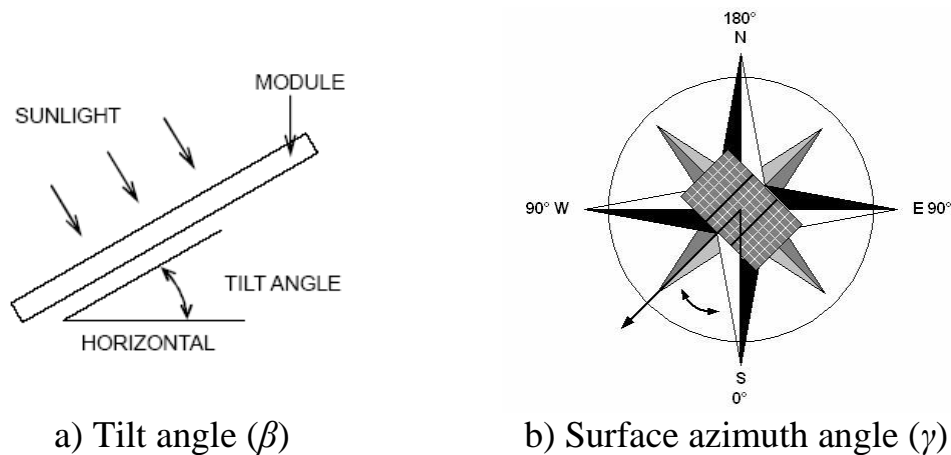 MODULE
SUNLIGHT
TILT ANGLE
HORIZONTAL
a) Tilt angle (β)
180°
N
90° W
E 90°
S
0°
b) Surface azimuth angle (γ)